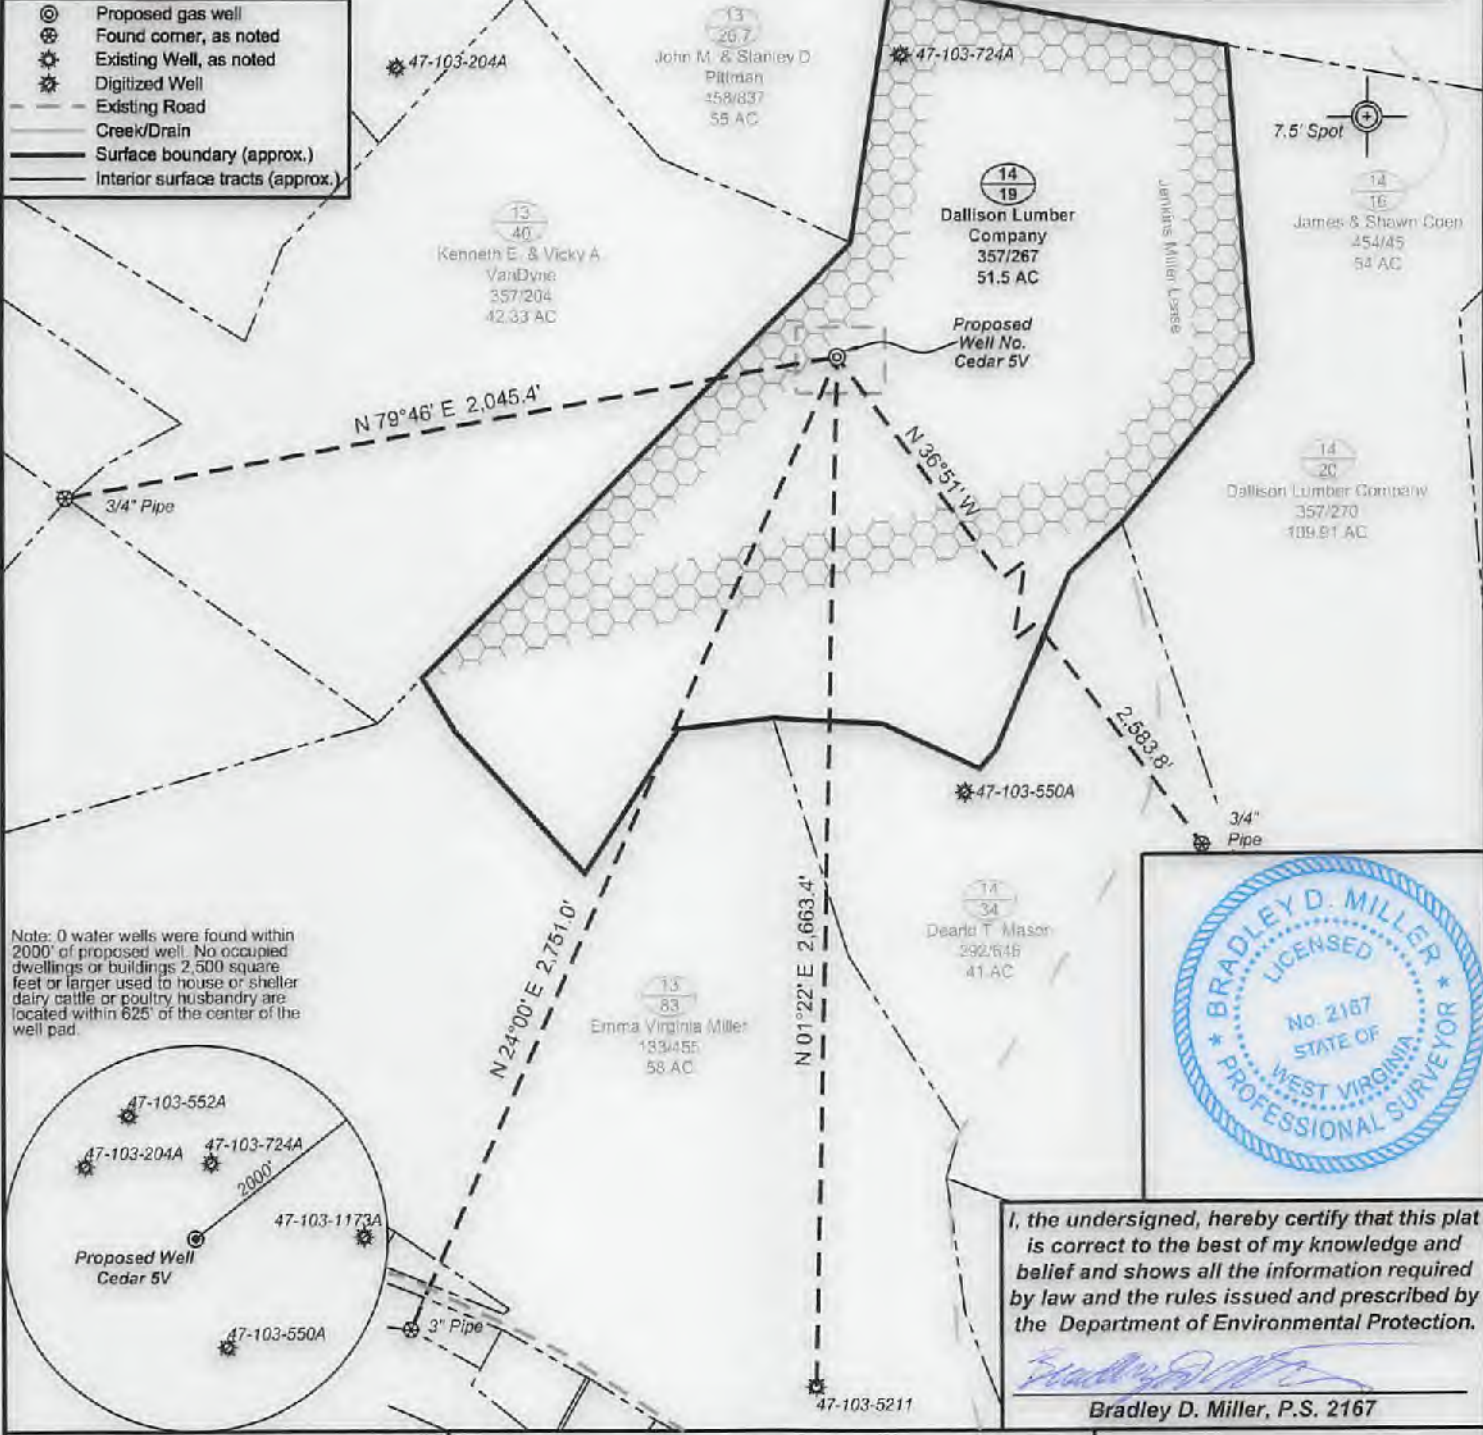 Proposed gas well
Found corner, as noted
Existing Well, as noted
Digitized Well
Existing Road
Creek/Drain
Surface boundary (approx.)
Interior surface tracts (approx.)
47-103-204A
13
26.7
John M. & Stanley D.
Pittman
458/837
55 AC
47-103-724A
7.5' Spot
14
19
Dallison Lumber
Company
357/267
51.5 AC
Jenkins Miller Lease
14
16
James & Shawn Coen
454/45
54 AC
13
40
Kenneth E. & Vicky A.
VanDyne
357/204
42.33 AC
Proposed
Well No.
Cedar 5V
N 79°46' E 2,045.4'
3/4" Pipe
N 36°51' W
2,583.8'
14
20
Dallison Lumber Company
357/270
109.91 AC
47-103-550A
3/4"
Pipe
Note: 0 water wells were found within
2000' of proposed well. No occupied
dwellings or buildings 2,500 square
feet or larger used to house or shelter
dairy cattle or poultry husbandry are
located within 625' of the center of the
well pad.
N 24°00' E 2,751.0'
N 01°22' E 2,663.4'
14
34
Dearld T. Mason
292/646
41 AC
13
83
Emma Virginia Miller
133/455
58 AC
BRADLEY D. MILLER
LICENSED
No. 2167
STATE OF
WEST VIRGINIA
PROFESSIONAL SURVEYOR
47-103-552A
47-103-204A
47-103-724A
2000'
47-103-1173A
Proposed Well
Cedar 5V
47-103-550A
3" Pipe
47-103-5211
I, the undersigned, hereby certify that this plat
is correct to the best of my knowledge and
belief and shows all the information required
by law and the rules issued and prescribed by
the Department of Environmental Protection.
Bradley D. Miller, P.S. 2167